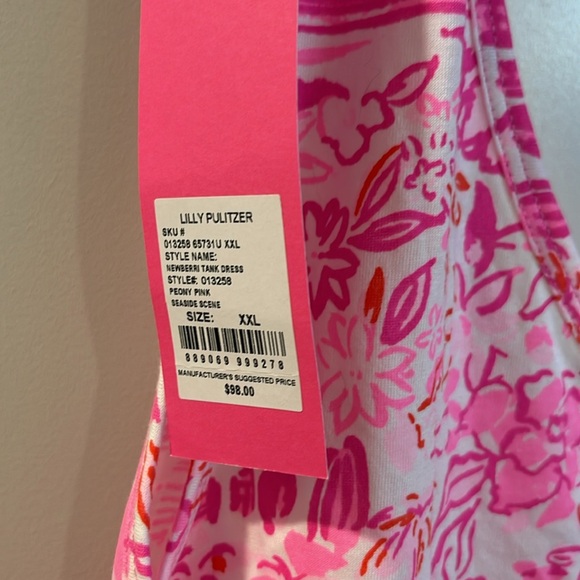 LILLY PULITZER
SKU #
013258 65731U XXL
STYLE NAME:
NEWBERRI TANK DRESS
STYLE#: 013258
PEONY PINK
SEASIDE SCENE
SIZE: XXL
889069 999278
MANUFACTURER'S SUGGESTED PRICE
$98.00